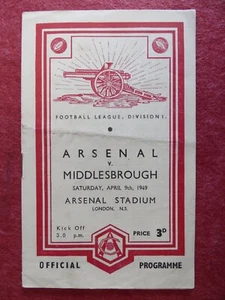 FOOTBALL LEAGUE, DIVISION I.
ARSENAL
V.
MIDDLESBROUGH
SATURDAY, APRIL 9th, 1949
ARSENAL STADIUM
LONDON, N.5
Kick Off
3.0 p.m.
PRICE 3D
OFFICIAL PROGRAMME